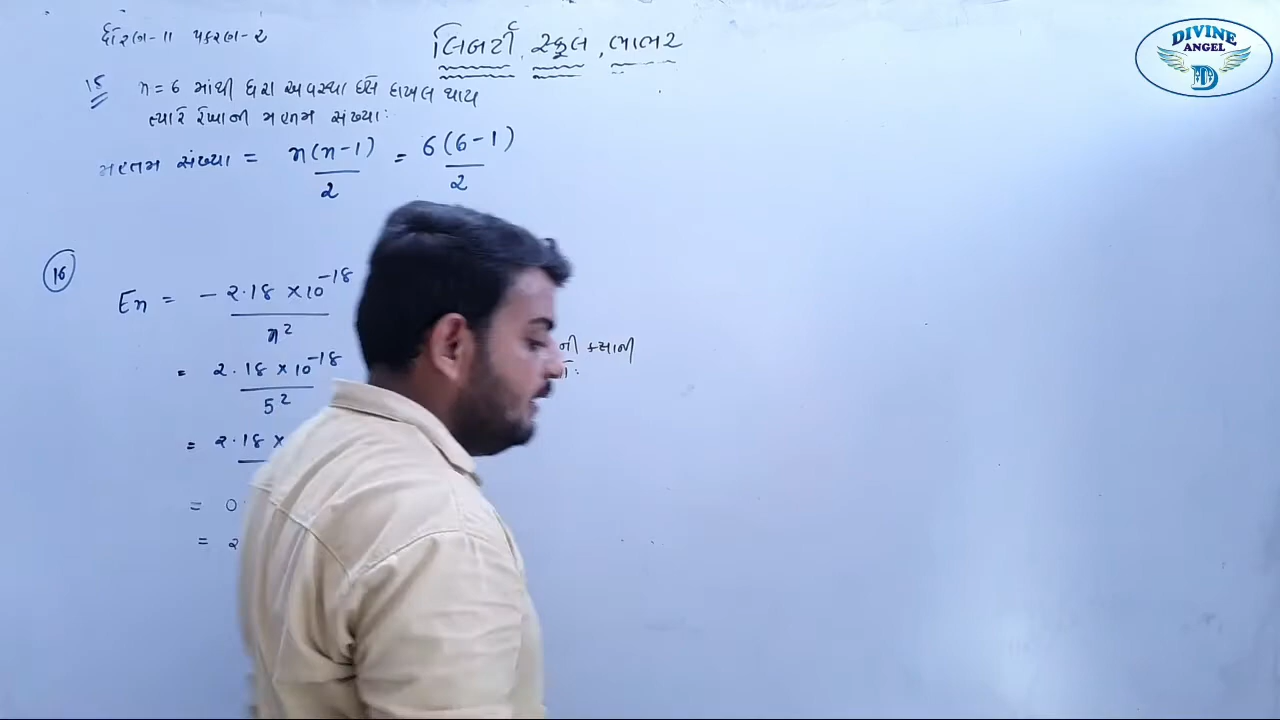 ધોરણ-11 પ્રકરણ-૨
લિબર્ટી સ્કૂલ, ભાભર
DIVINE
ANGEL
D
15 n = 6 માંથી ધરા અવસ્થા
દાખલ થાય
ત્યારે રેખાની મહત્તમ સંખ્યા:
મહત્તમ સંખ્યા = n(n-1)/2 = 6(6-1)/2
16
En = - 2.18 × 10^-18 / n²
= 2.18 × 10^-18 / 5²
ની કક્ષાની
= 2.18 ×
= 0.
= 2